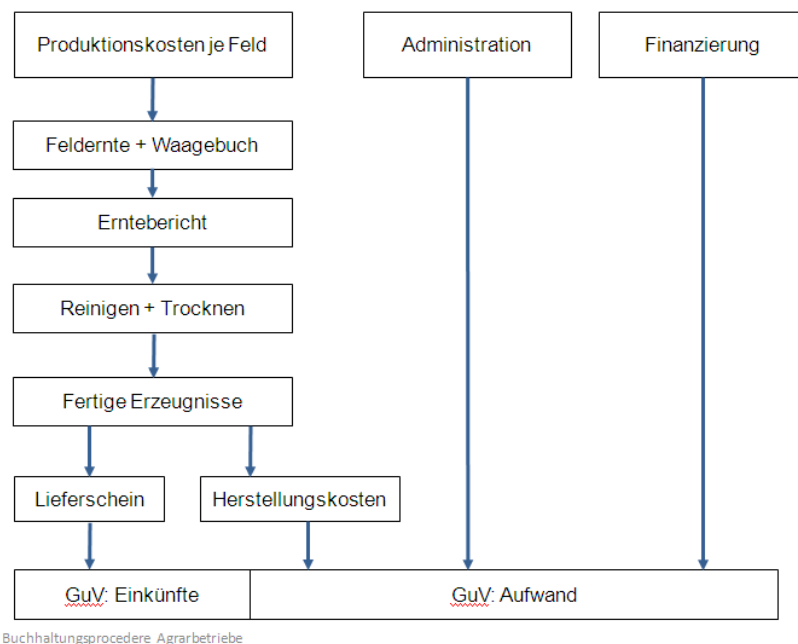 Produktionskosten je Feld
Administration
Finanzierung
Feldernte + Waagebuch
Erntebericht
Reinigen + Trocknen
Fertige Erzeugnisse
Lieferschein
Herstellungskosten
GuV: Einkünfte
GuV: Aufwand
Buchhaltungsprocedere Agrarbetriebe